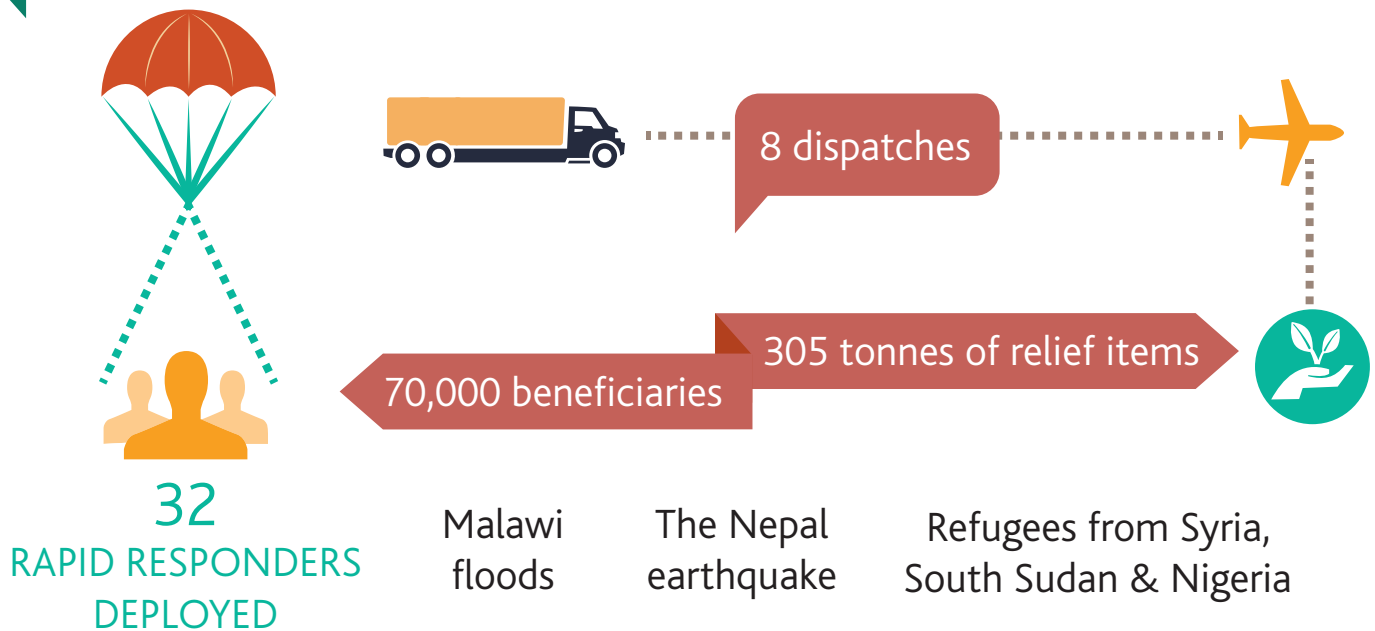 8 dispatches
305 tonnes of relief items
70,000 beneficiaries
32
RAPID RESPONDERS
DEPLOYED
Malawi
floods
The Nepal
earthquake
Refugees from Syria,
South Sudan & Nigeria